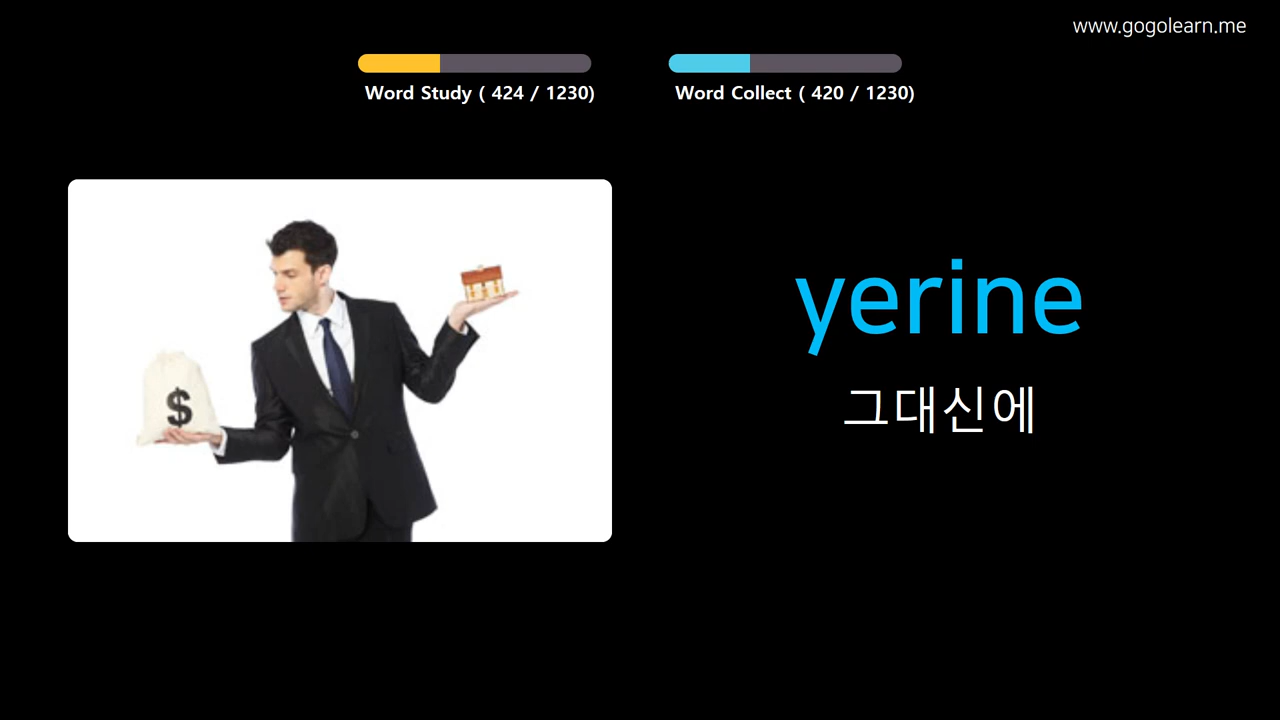 www.gogolearn.me
Word Study ( 424 / 1230)
Word Collect ( 420 / 1230)
$
yerine
그대신에